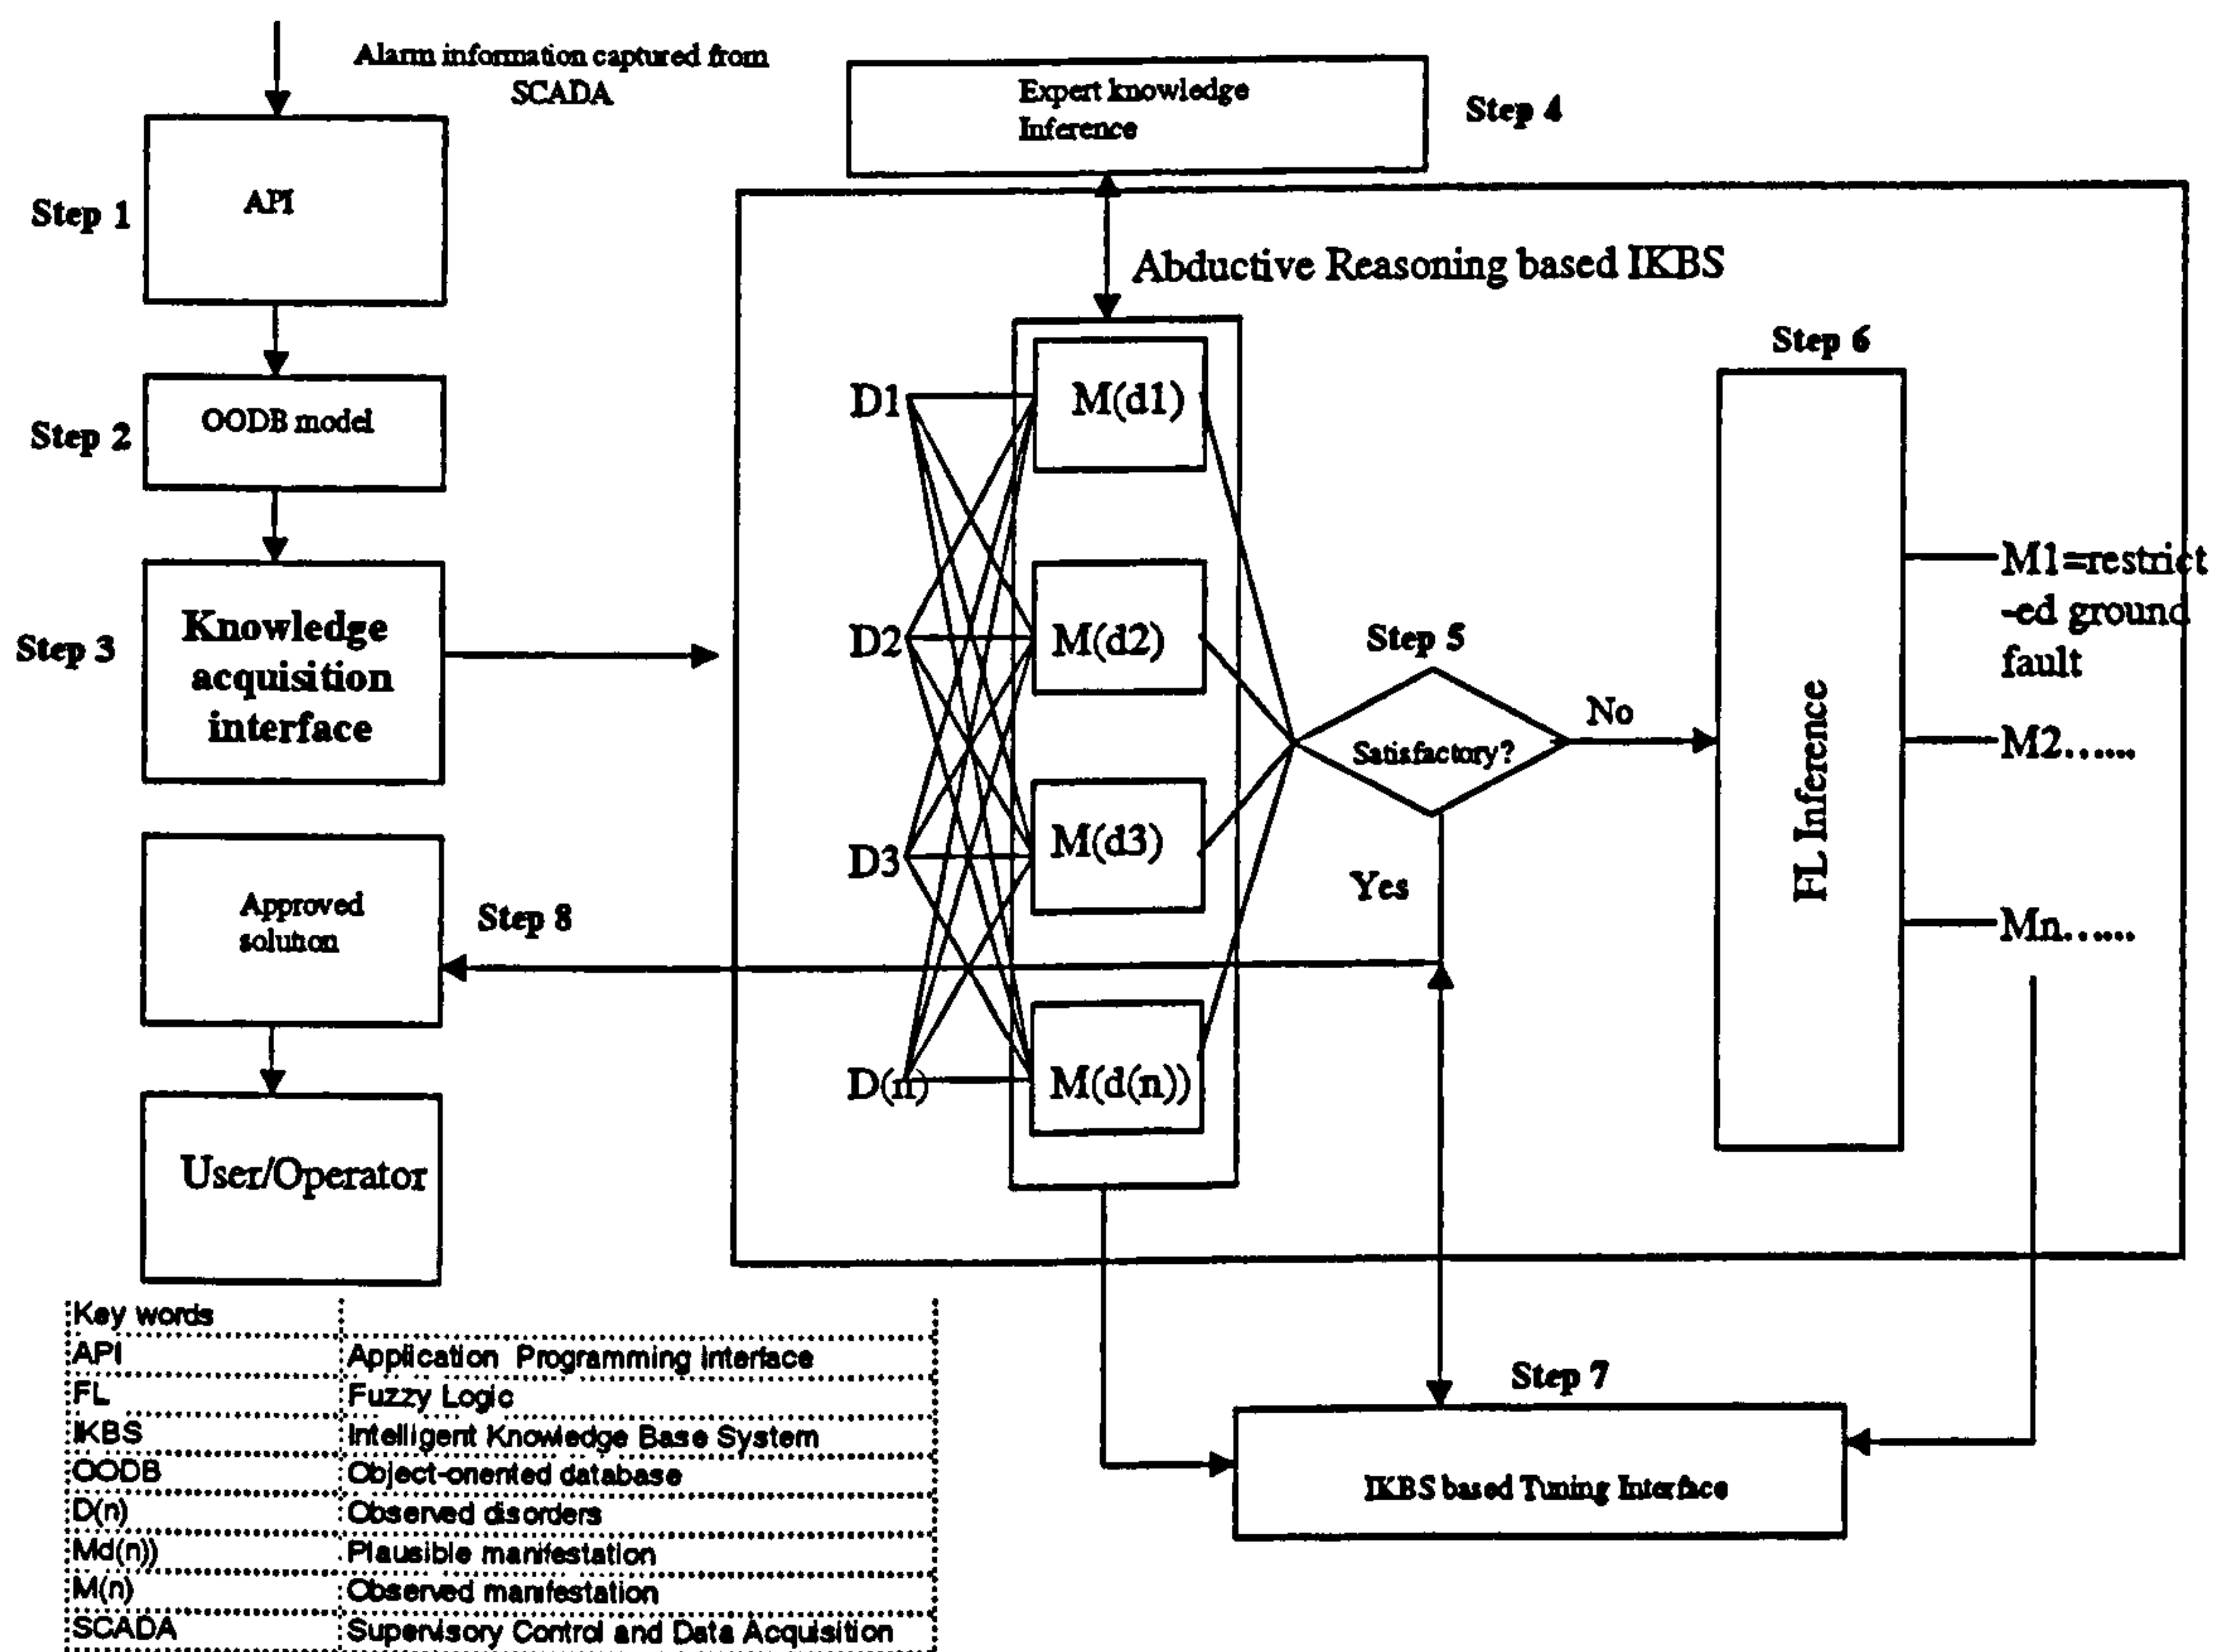 Alarm information captured from
SCADA
Step 1
API
Step 2
OODB model
Step 3
Knowledge
acquisition
interface
Approved
solution
Step 8
User/Operator
Expert knowledge
Inference
Step 4
Abductive Reasoning based IKBS
D1
M(d1)
D2
M(d2)
D3
M(d3)
D(n)
M(d(n))
Step 5
Satisfactory?
No
Yes
Step 6
FL Inference
M1=restrict
-ed ground
fault
M2......
Mn......
Step 7
IKBS based Tuning Interface
Key words
API Application Programming Interface
FL Fuzzy Logic
IKBS Intelligent Knowledge Base System
OODB Object-oriented database
D(n) Observed disorders
Md(n)) Plausible manifestation
M(n) Observed manifestation
SCADA Supervisory Control and Data Acquisition